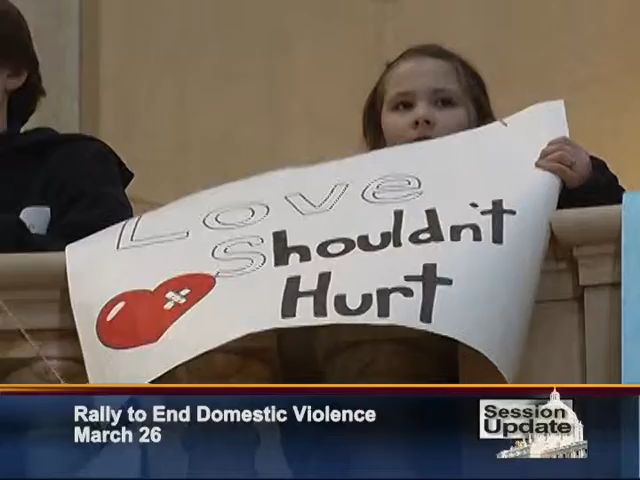 Love
Shouldn't
Hurt
Rally to End Domestic Violence
March 26
Session
Update